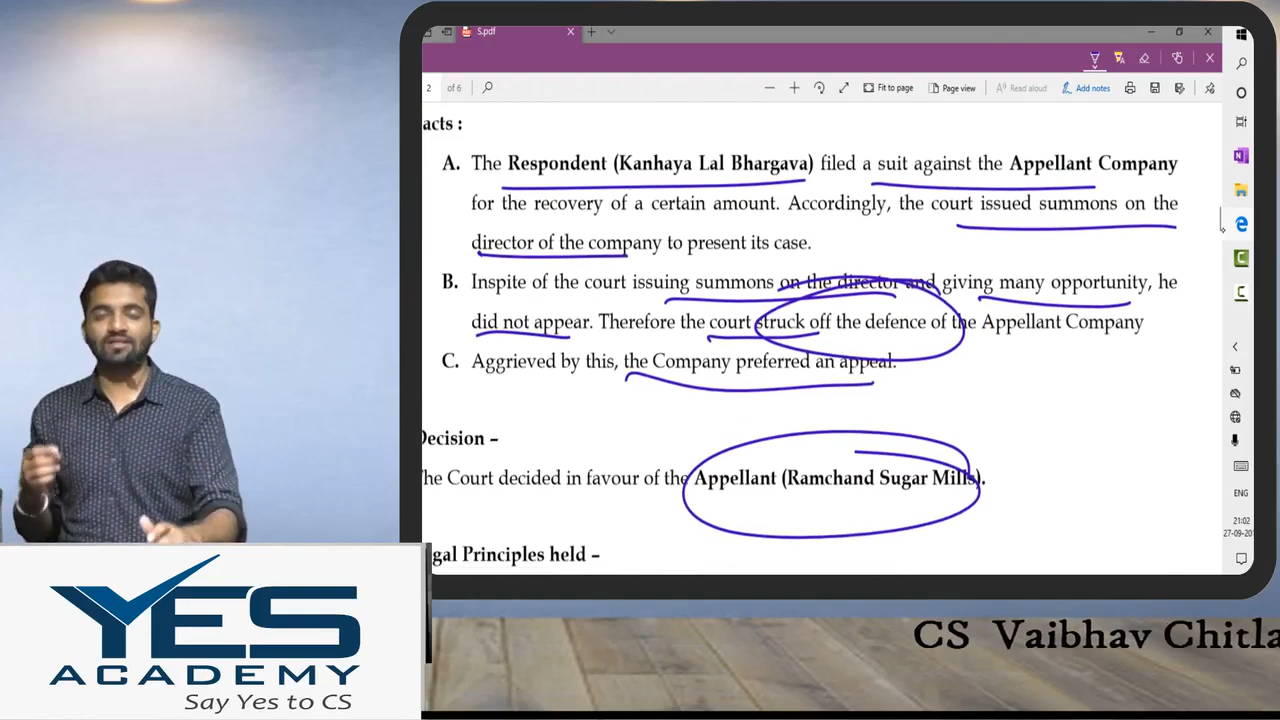 S.pdf
2 of 6
Fit to page
Page view
Read aloud
Add notes
acts :
A. The Respondent (Kanhaya Lal Bhargava) filed a suit against the Appellant Company
for the recovery of a certain amount. Accordingly, the court issued summons on the
director of the company to present its case.
B. Inspite of the court issuing summons on the director and giving many opportunity, he
did not appear. Therefore the court struck off the defence of the Appellant Company
C. Aggrieved by this, the Company preferred an appeal.
Decision –
The Court decided in favour of the Appellant (Ramchand Sugar Mills).
gal Principles held –
ENG
21:02
27-09-201
YES
ACADEMY
Say Yes to CS
CS Vaibhav Chitla